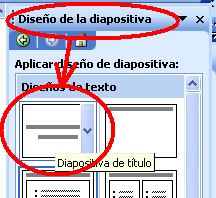 Diseño de la diapositiva
Aplicar diseño de diapositiva:
Diseños de texto
Diapositiva de título